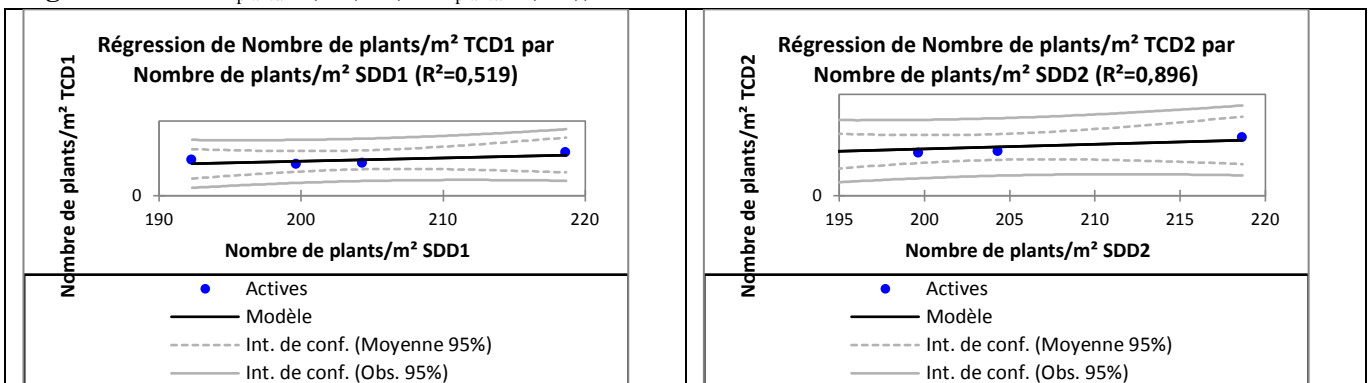 Régression de Nombre de plants/m² TCD1 par
Nombre de plants/m² SDD1 (R²=0,519)
Nombre de plants/m² TCD1
0
190
200
210
220
Nombre de plants/m² SDD1
Actives
Modèle
Int. de conf. (Moyenne 95%)
Int. de conf. (Obs. 95%)
Régression de Nombre de plants/m² TCD2 par
Nombre de plants/m² SDD2 (R²=0,896)
Nombre de plants/m² TCD2
0
195
200
205
210
215
220
Nombre de plants/m² SDD2
Actives
Modèle
Int. de conf. (Moyenne 95%)
Int. de conf. (Obs. 95%)